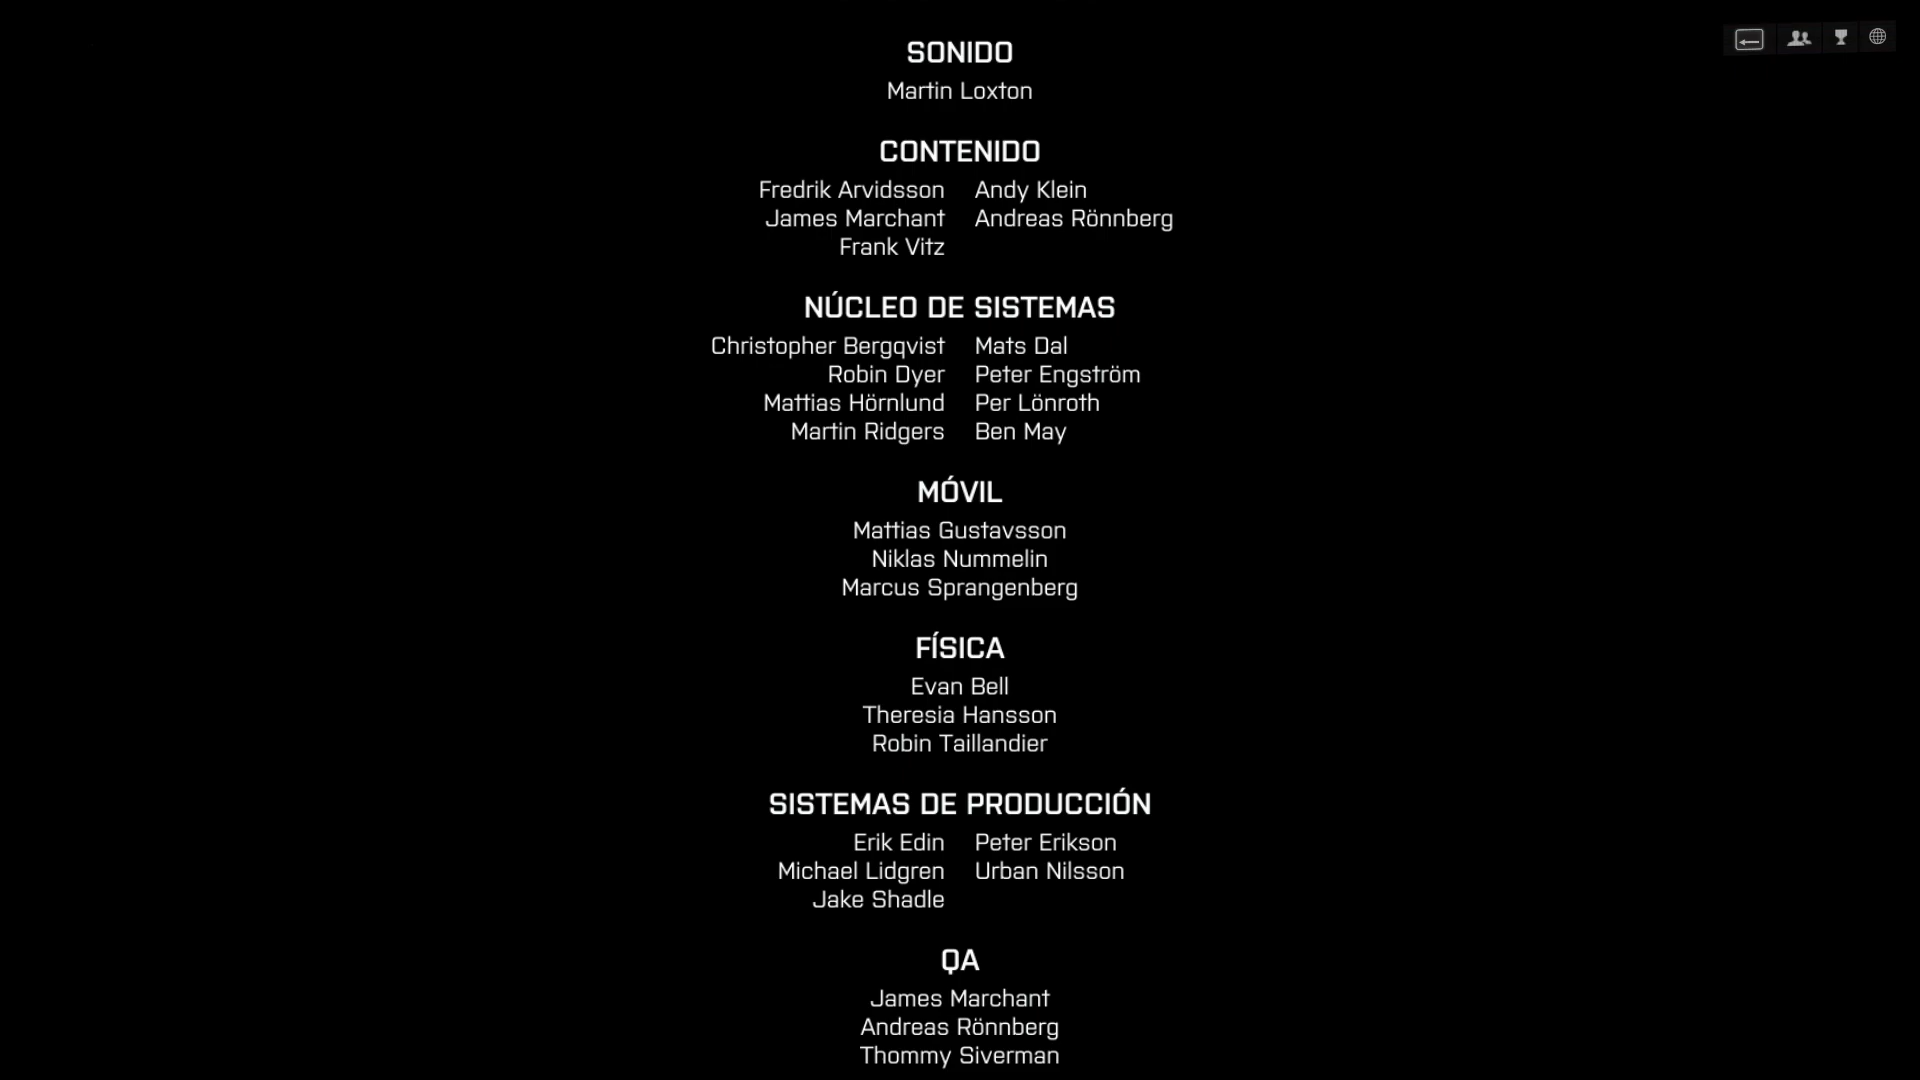 SONIDO
Martin Loxton
CONTENIDO
Fredrik Arvidsson Andy Klein
James Marchant Andreas Rönnberg
Frank Vitz
NÚCLEO DE SISTEMAS
Christopher Bergqvist Mats Dal
Robin Dyer Peter Engström
Mattias Hörnlund Per Lönroth
Martin Ridgers Ben May
MÓVIL
Mattias Gustavsson
Niklas Nummelin
Marcus Sprangenberg
FÍSICA
Evan Bell
Theresia Hansson
Robin Taillandier
SISTEMAS DE PRODUCCIÓN
Erik Edin Peter Erikson
Michael Lidgren Urban Nilsson
Jake Shadle
QA
James Marchant
Andreas Rönnberg
Thommy Siverman